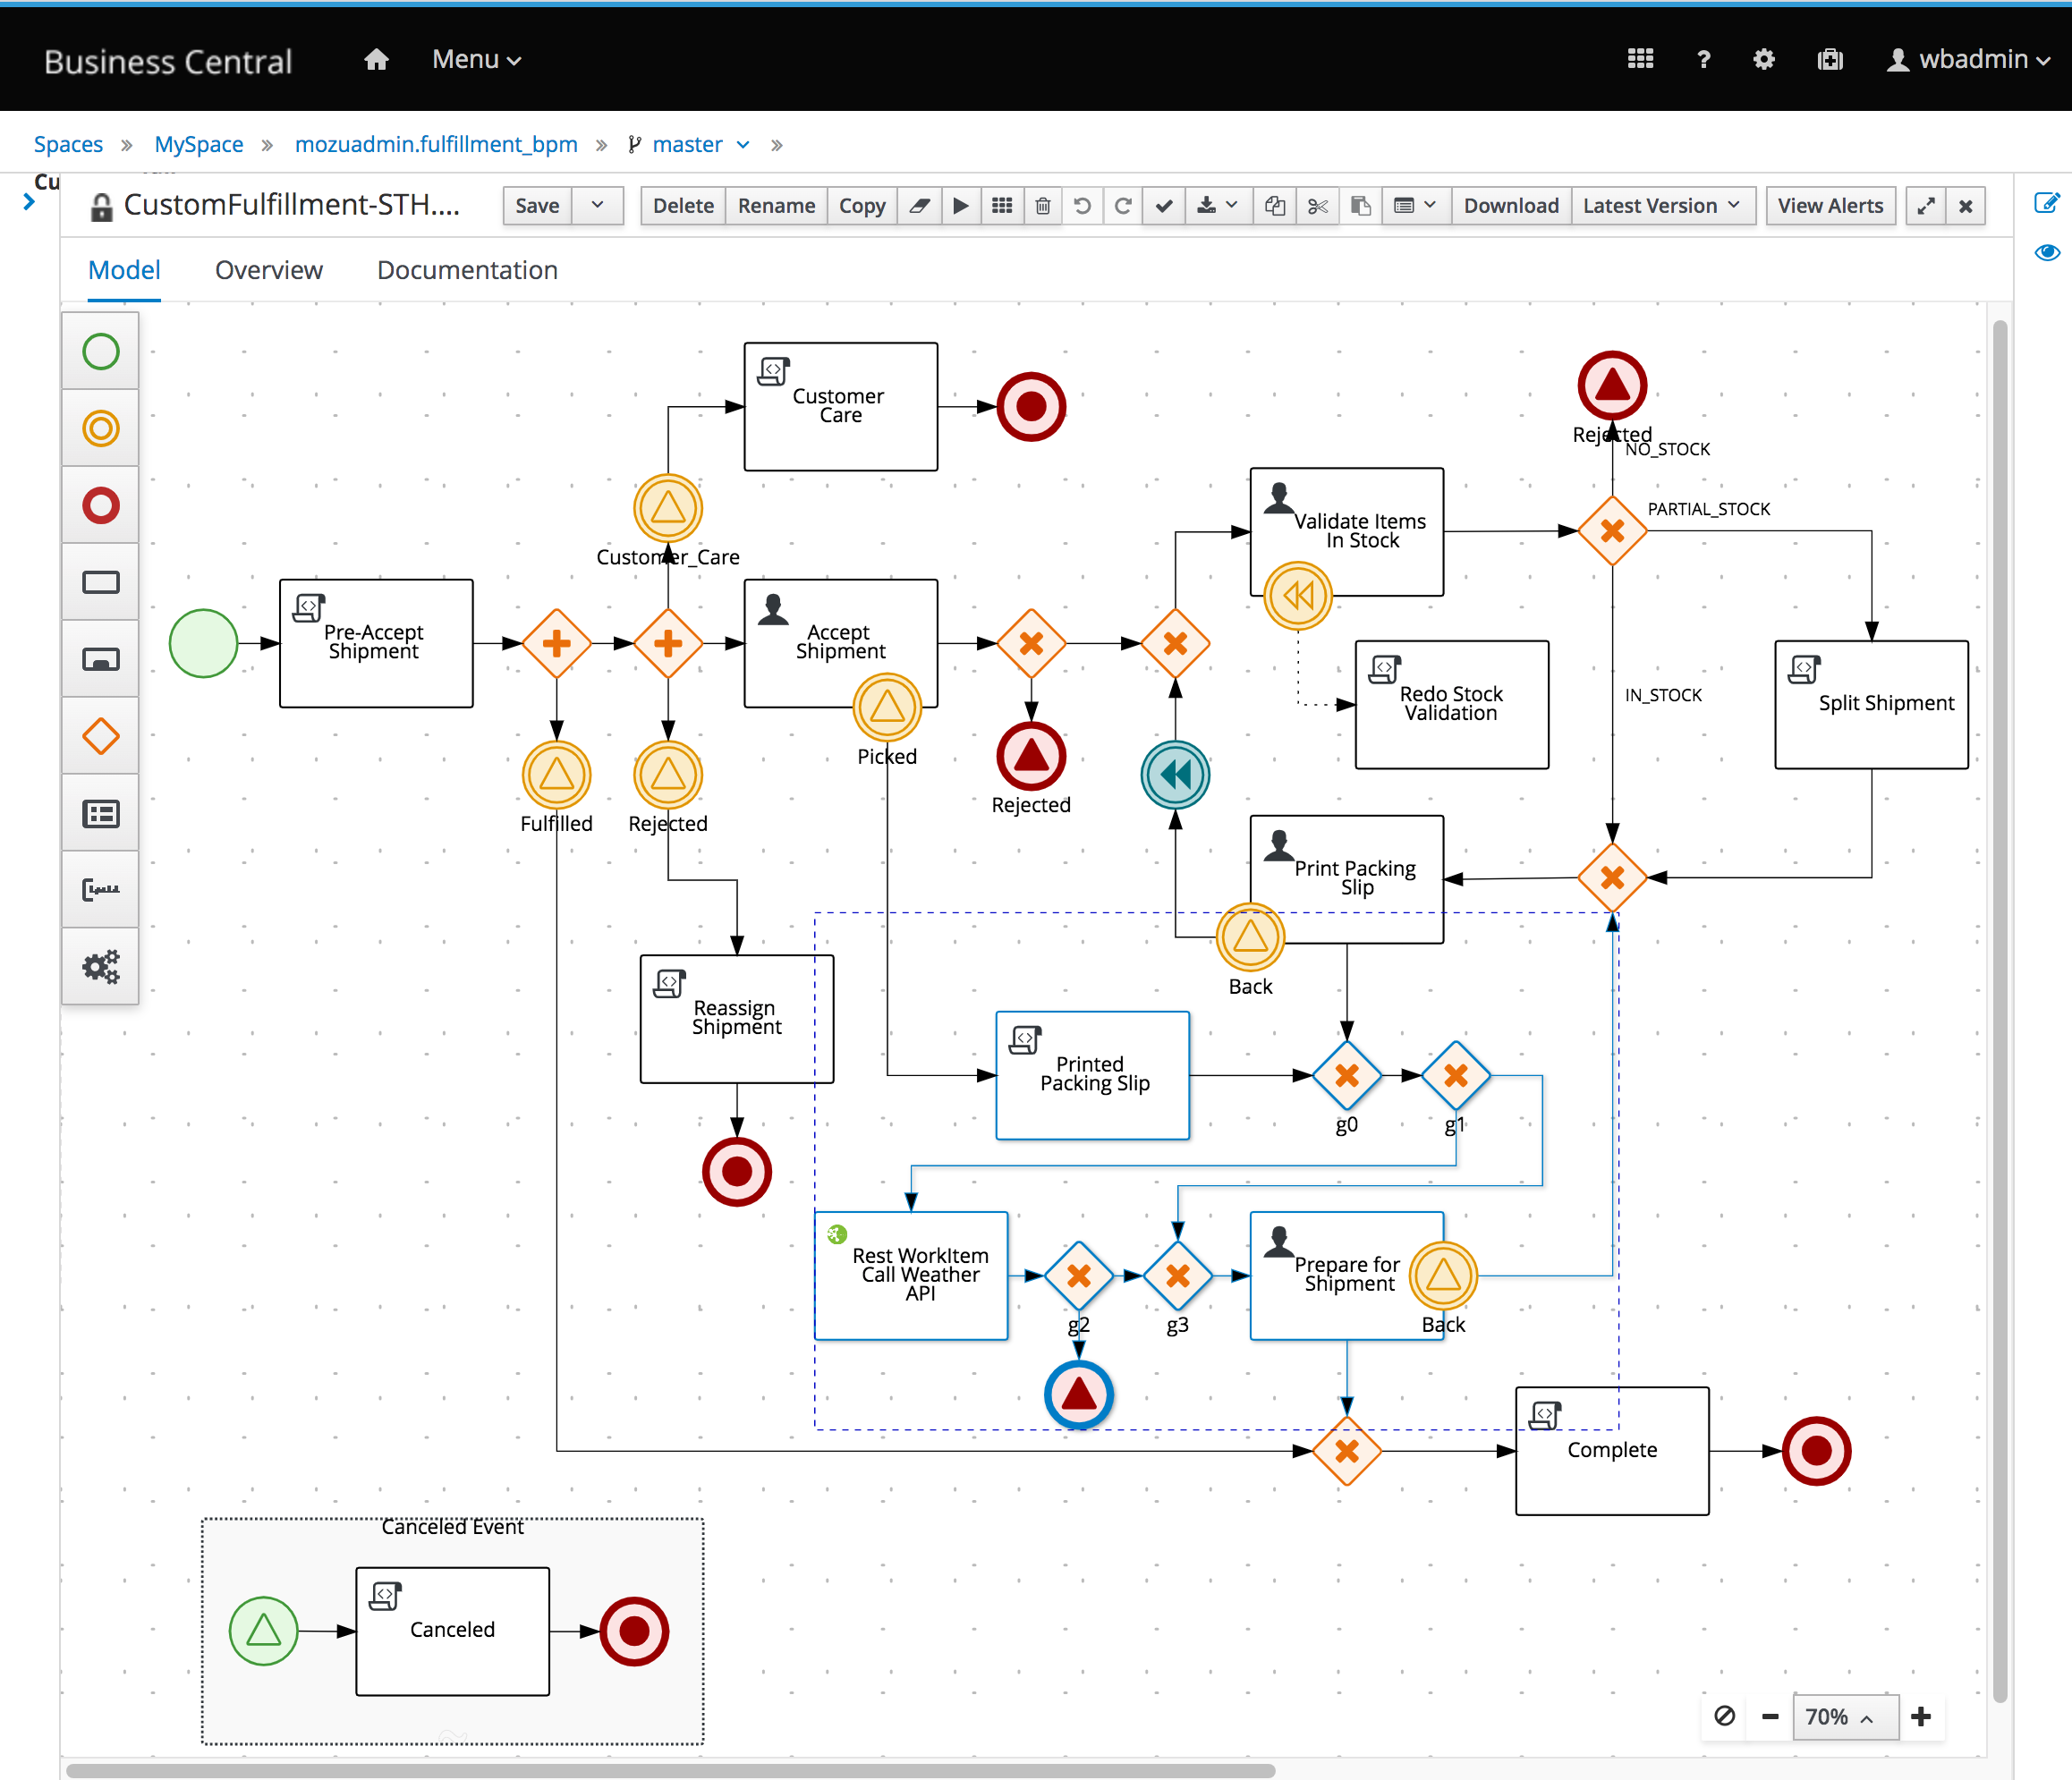 Business Central
Menu
?
wbadmin
Spaces » MySpace » mozuadmin.fulfillment_bpm » master »
Cu
CustomFulfillment-STH....
Save
Delete
Rename
Copy
Download
Latest Version
View Alerts
Model
Overview
Documentation
Customer
Care
Rejected
NO_STOCK
PARTIAL_STOCK
Validate Items
In Stock
Customer_Care
Pre-Accept
Shipment
Accept
Shipment
Redo Stock
Validation
IN_STOCK
Split Shipment
Picked
Rejected
Fulfilled
Rejected
Print Packing
Slip
Back
Reassign
Shipment
Printed
Packing Slip
g0
g1
Rest WorkItem
Call Weather
API
g2
g3
Prepare for
Shipment
Back
Complete
Canceled Event
Canceled
70%